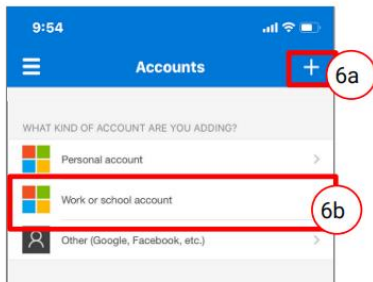 9:54
Accounts
+
6a
WHAT KIND OF ACCOUNT ARE YOU ADDING?
Personal account
Work or school account
6b
Other (Google, Facebook, etc.)